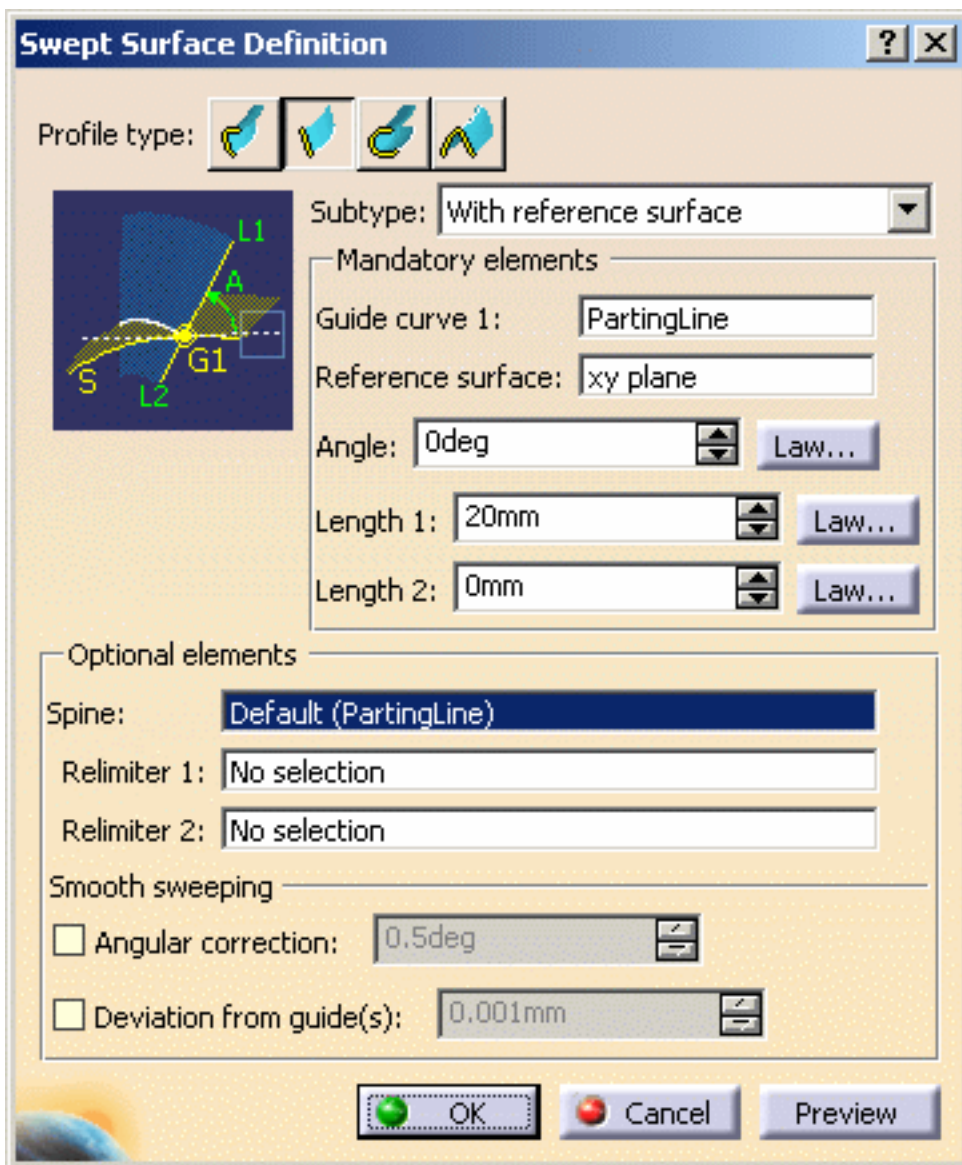 Swept Surface Definition
Profile type:
Subtype: With reference surface
L1
A
G1
S
L2
Mandatory elements
Guide curve 1: PartingLine
Reference surface: xy plane
Angle: 0deg Law...
Length 1: 20mm Law...
Length 2: 0mm Law...
Optional elements
Spine: Default (PartingLine)
Relimiter 1: No selection
Relimiter 2: No selection
Smooth sweeping
Angular correction: 0.5deg
Deviation from guide(s): 0.001mm
OK Cancel Preview